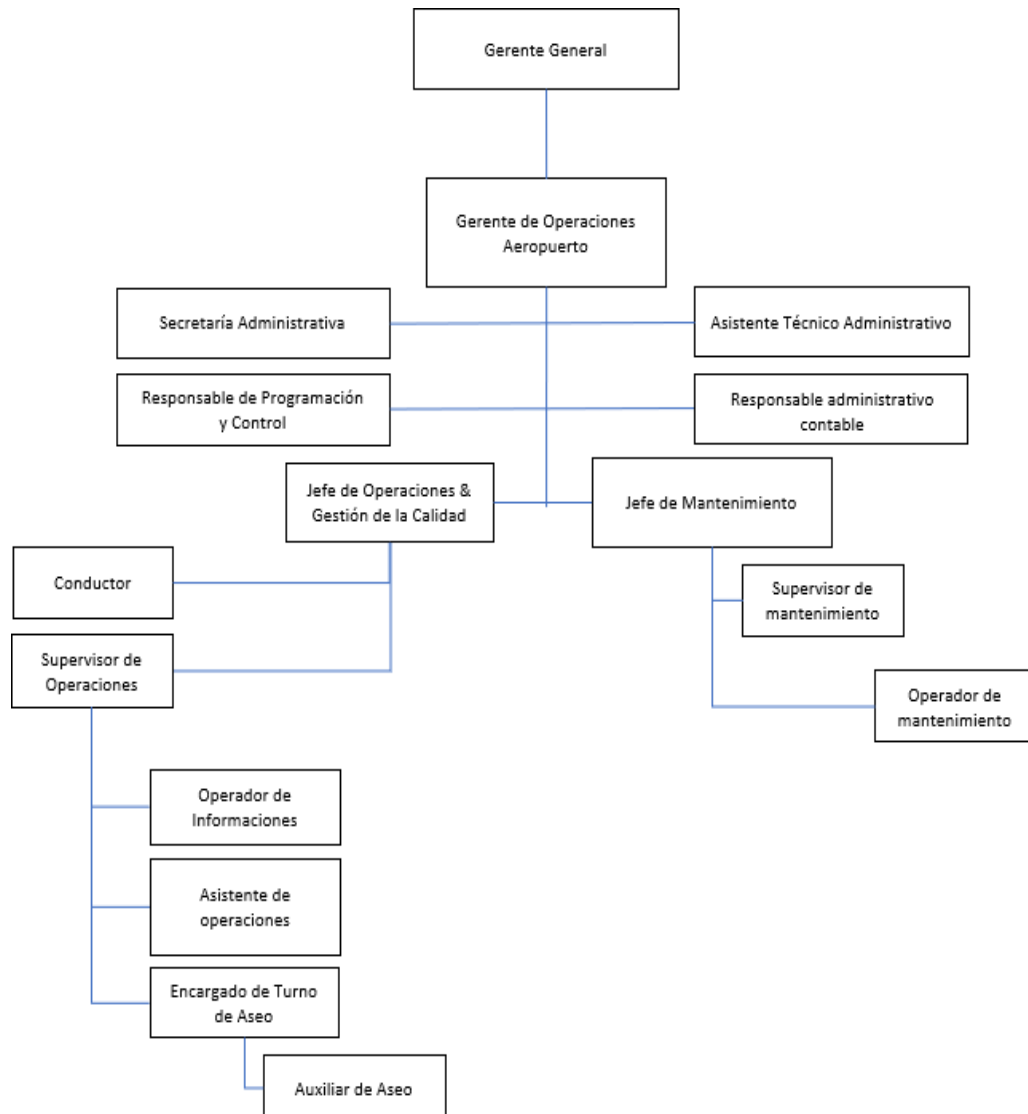 Gerente General
Gerente de Operaciones
Aeropuerto
Secretaría Administrativa
Asistente Técnico Administrativo
Responsable de Programación
y Control
Responsable administrativo
contable
Jefe de Operaciones &
Gestión de la Calidad
Jefe de Mantenimiento
Conductor
Supervisor de
mantenimiento
Supervisor de
Operaciones
Operador de
mantenimiento
Operador de
Informaciones
Asistente de
operaciones
Encargado de Turno
de Aseo
Auxiliar de Aseo